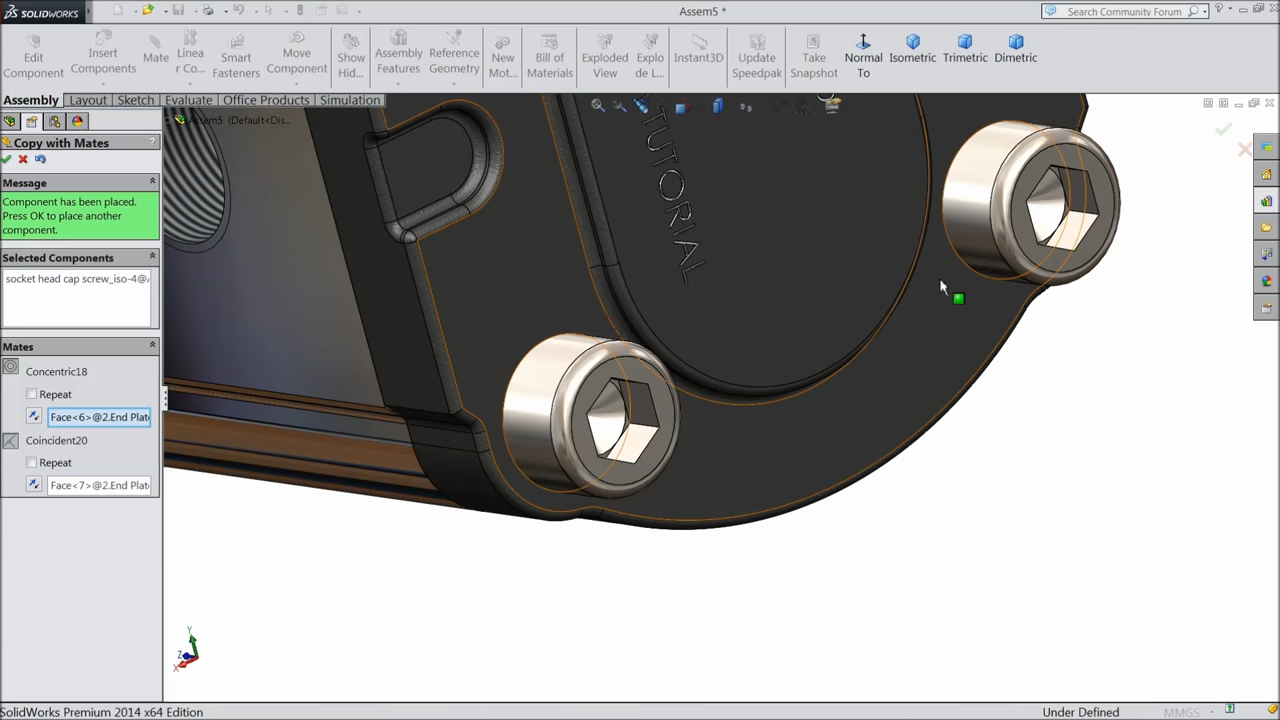 SOLIDWORKS
Assem5 *
Search Community Forum
Edit Component
Insert Components
Mate
Linea r Co...
Smart Fasteners
Move Component
Show Hid...
Assembly Features
Reference Geometry
New Mot...
Bill of Materials
Exploded View
Explo de L...
Instant3D
Update Speedpak
Take Snapshot
Normal To
Isometric
Trimetric
Dimetric
Assembly
Layout
Sketch
Evaluate
Office Products
Simulation
Assem5 (Default<Dis...
Copy with Mates
?
Message
Component has been placed.
Press OK to place another
component.
Selected Components
socket head cap screw_iso-4@
Mates
Concentric18
Repeat
Face<6>@2.End Plat
Coincident20
Repeat
Face<7>@2.End Plat
TUTORIAL
Y
Z
X
SolidWorks Premium 2014 x64 Edition
Under Defined
MMGS